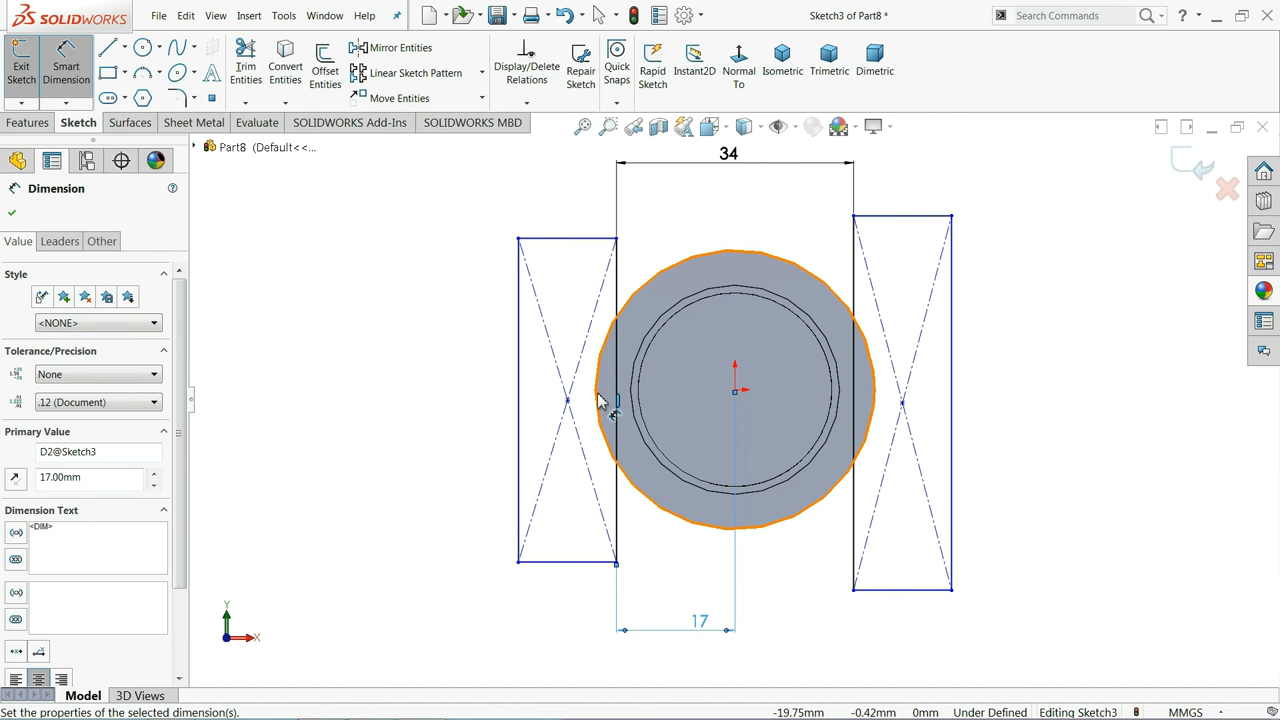 SOLIDWORKS
File
Edit
View
Insert
Tools
Window
Help
Sketch3 of Part8 *
Search Commands
Exit Sketch
Smart Dimension
Trim Entities
Convert Entities
Offset Entities
Mirror Entities
Linear Sketch Pattern
Move Entities
Display/Delete Relations
Repair Sketch
Quick Snaps
Rapid Sketch
Instant2D
Normal To
Isometric
Trimetric
Dimetric
Features
Sketch
Surfaces
Sheet Metal
Evaluate
SOLIDWORKS Add-Ins
SOLIDWORKS MBD
Part8 (Default<<...
Dimension
Value
Leaders
Other
Style
<NONE>
Tolerance/Precision
None
.12 (Document)
Primary Value
D2@Sketch3
17.00mm
Dimension Text
<DIM>
34
17
Y
X
Model
3D Views
Set the properties of the selected dimension(s).
-19.75mm
-0.42mm
0mm
Under Defined
Editing Sketch3
MMGS